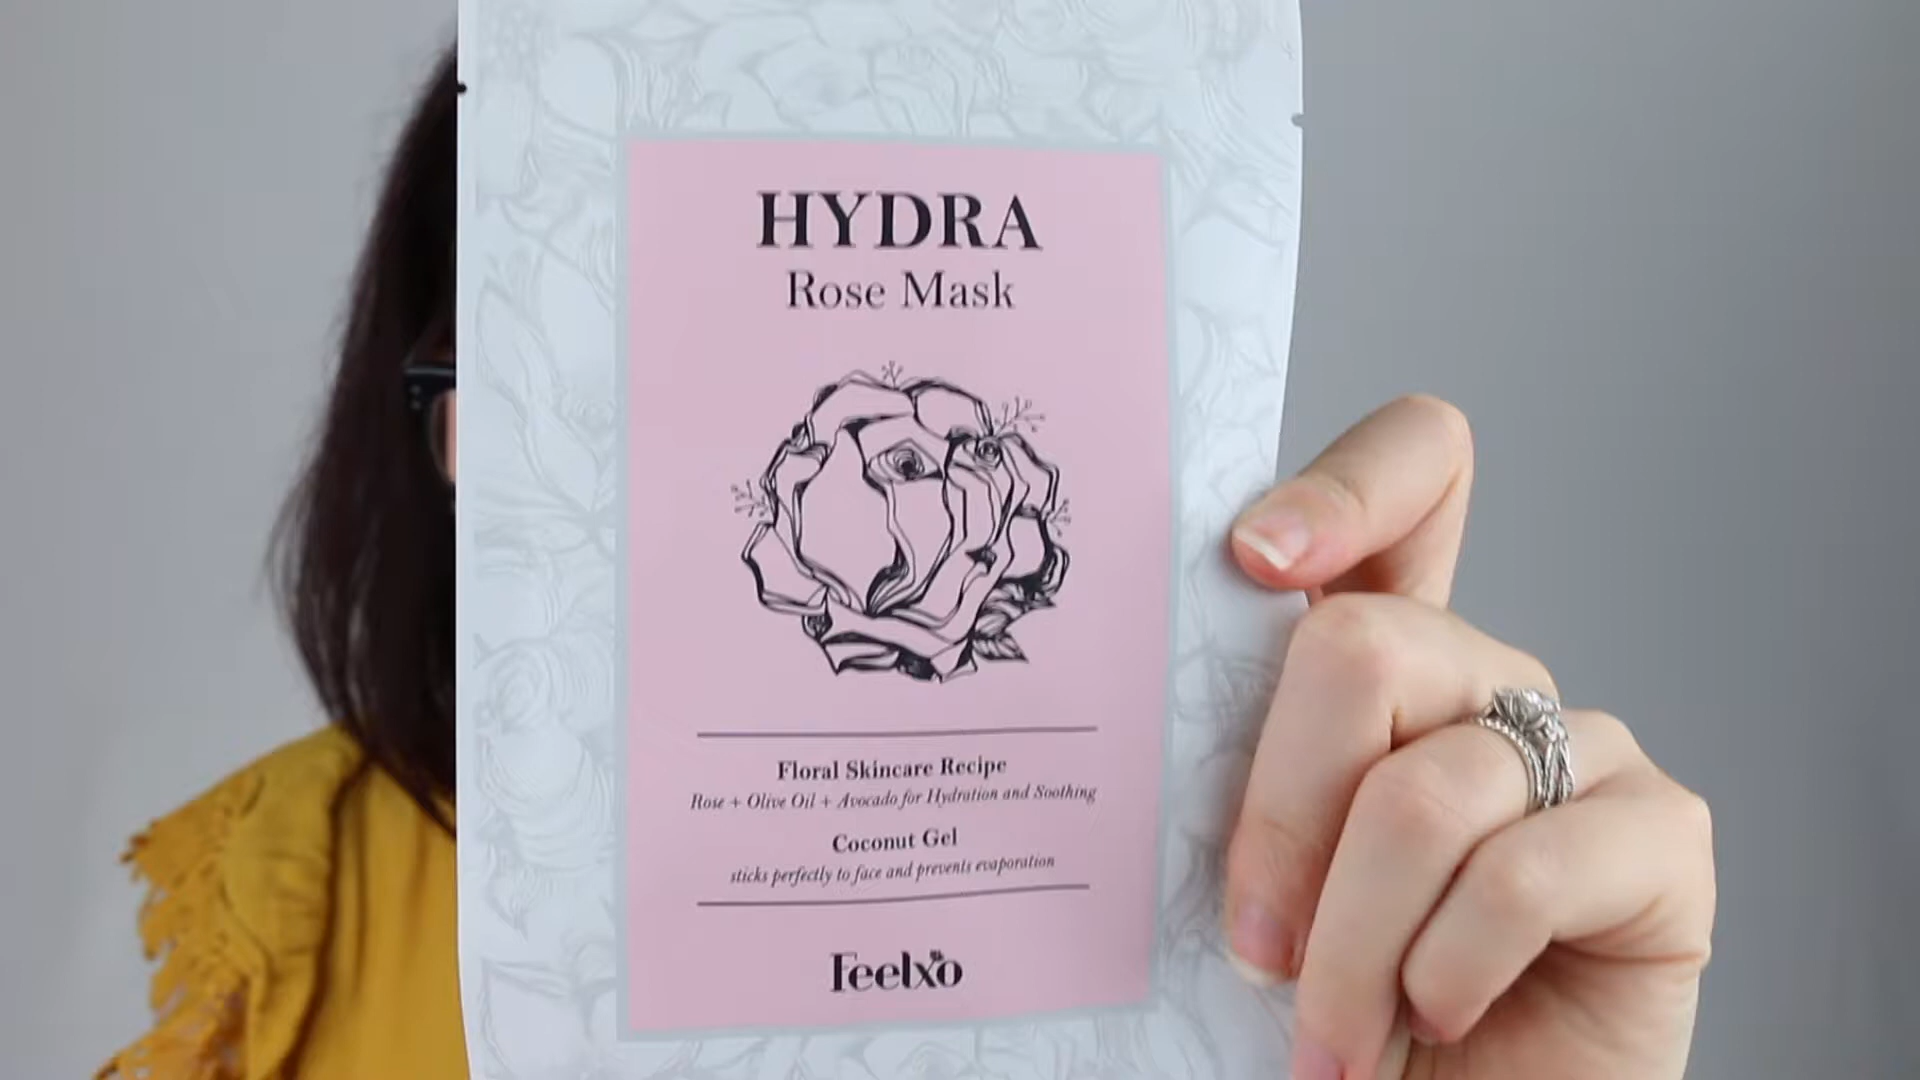 HYDRA
Rose Mask
Floral Skincare Recipe
Rose + Olive Oil + Avocado for Hydration and Soothing
Coconut Gel
sticks perfectly to face and prevents evaporation
Feelxo